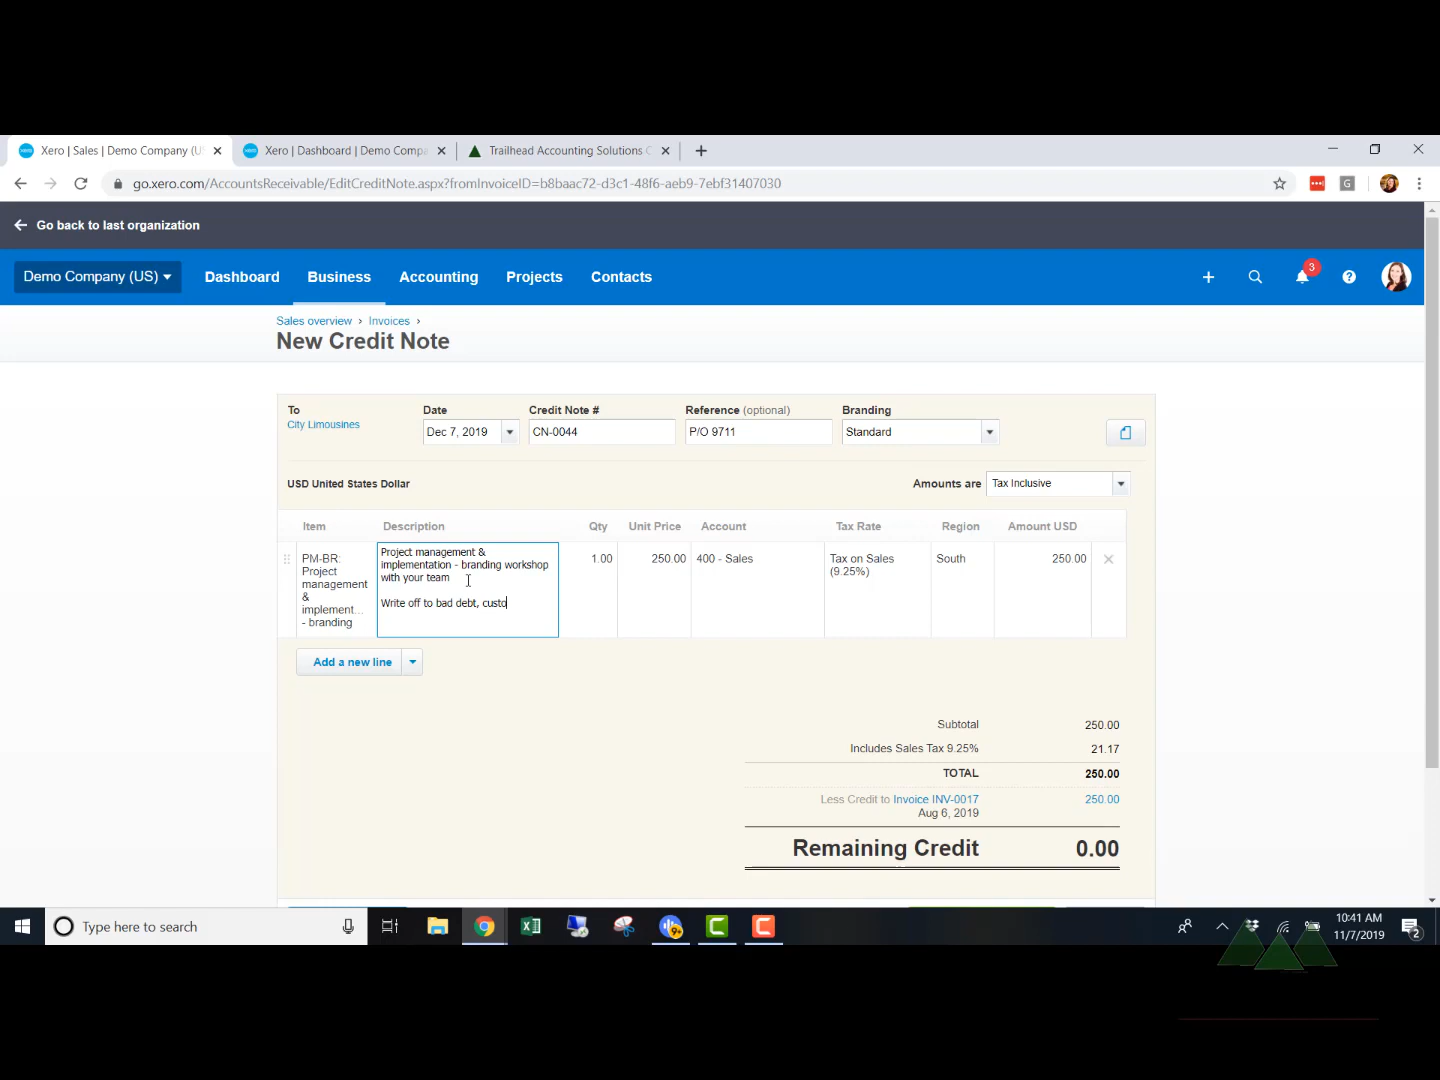 Xero | Sales | Demo Company (U
Xero | Dashboard | Demo Compa
Trailhead Accounting Solutions C
go.xero.com/AccountsReceivable/EditCreditNote.aspx?fromInvoiceID=b8baac72-d3c1-48f6-aeb9-7ebf31407030
G
Go back to last organization
Demo Company (US)
Dashboard
Business
Accounting
Projects
Contacts
3
Sales overview › Invoices ›
New Credit Note
To
Date
Credit Note #
Reference (optional)
Branding
City Limousines
Dec 7, 2019
CN-0044
P/O 9711
Standard
USD United States Dollar
Amounts are
Tax Inclusive
Item
Description
Qty
Unit Price
Account
Tax Rate
Region
Amount USD
PM-BR:
Project
management
&
implement...
- branding
Project management &
implementation - branding workshop
with your team
Write off to bad debt, custo
1.00
250.00
400 - Sales
Tax on Sales
(9.25%)
South
250.00
Add a new line
Subtotal
250.00
Includes Sales Tax 9.25%
21.17
TOTAL
250.00
Less Credit to Invoice INV-0017
250.00
Aug 6, 2019
Remaining Credit
0.00
Type here to search
9+
10:41 AM
11/7/2019
2